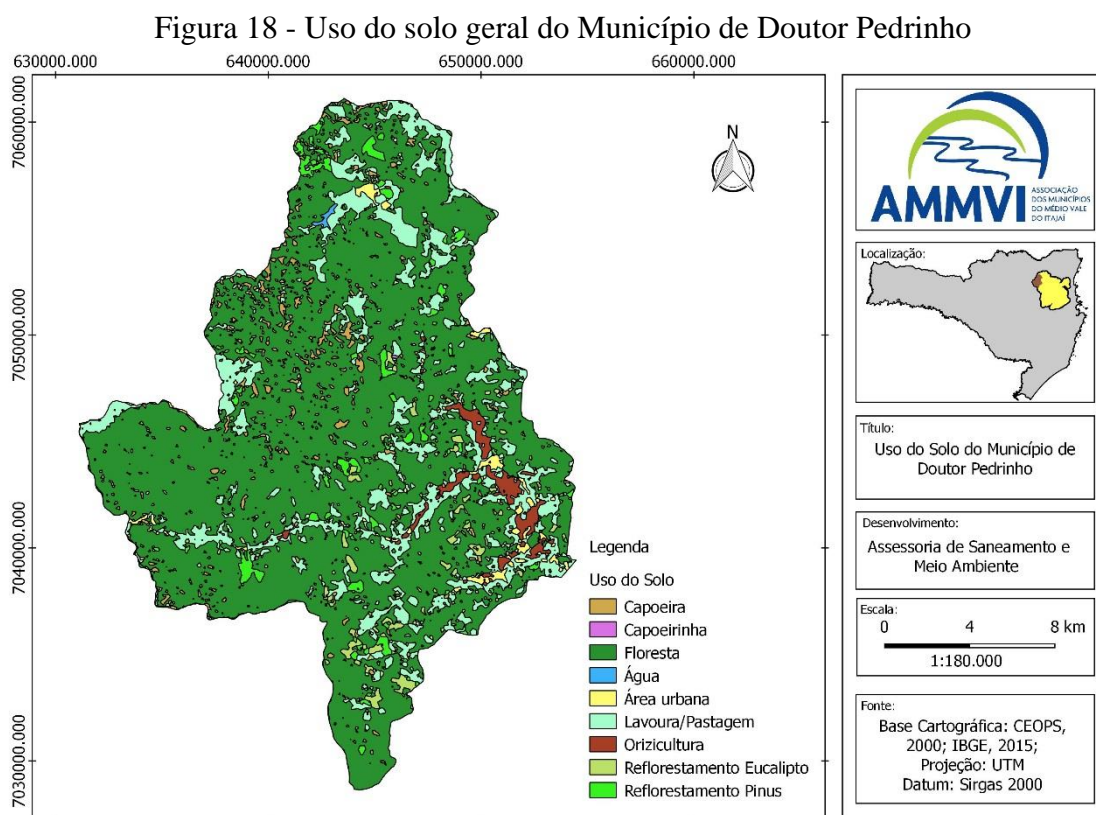 Figura 18 - Uso do solo geral do Município de Doutor Pedrinho
630000.000
640000.000
650000.000
660000.000
7060000.000
7050000.000
7040000.000
7030000.000
N
Legenda
Uso do Solo
Capoeira
Capoeirinha
Floresta
Água
Área urbana
Lavoura/Pastagem
Orizicultura
Reflorestamento Eucalipto
Reflorestamento Pinus
AMMVI
ASSOCIAÇÃO
DOS MUNICÍPIOS
DO MÉDIO VALE
DO ITAJAÍ
Localização:
Título:
Uso do Solo do Município de
Doutor Pedrinho
Desenvolvimento:
Assessoria de Saneamento e
Meio Ambiente
Escala:
0 4 8 km
1:180.000
Fonte:
Base Cartográfica: CEOPS,
2000; IBGE, 2015;
Projeção: UTM
Datum: Sirgas 2000